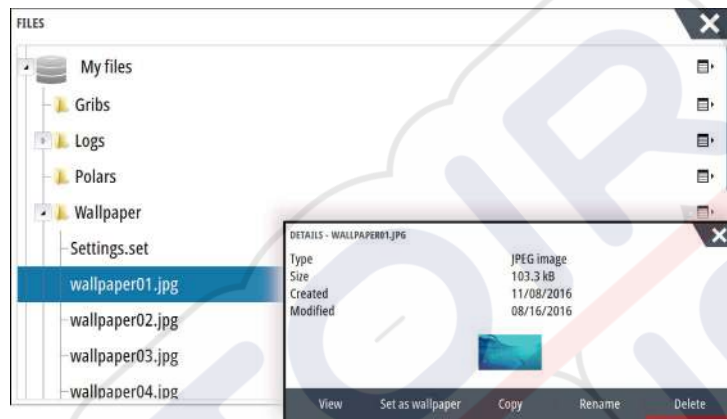 FILES
My files
Gribs
Logs
Polars
Wallpaper
Settings.set
wallpaper01.jpg
wallpaper02.jpg
wallpaper03.jpg
wallpaper04.jpg
DETAILS - WALLPAPER01.JPG
Type JPEG image
Size 103.3 kB
Created 11/08/2016
Modified 08/16/2016
View Set as wallpaper Copy Rename Delete